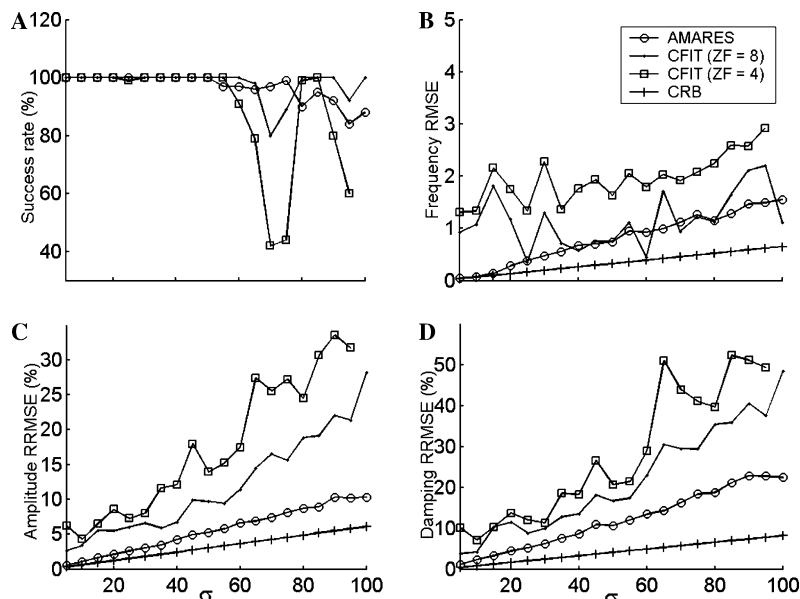 A
120
100
80
60
40
Success rate (%)
B
5
4
3
2
1
0
Frequency RMSE
AMARES
CFIT (ZF = 8)
CFIT (ZF = 4)
CRB
C
30
25
20
15
10
5
0
Amplitude RRMSE (%)
20 40 60 80 100
σ
D
50
40
30
20
10
0
Damping RRMSE (%)
20 40 60 80 100
σ